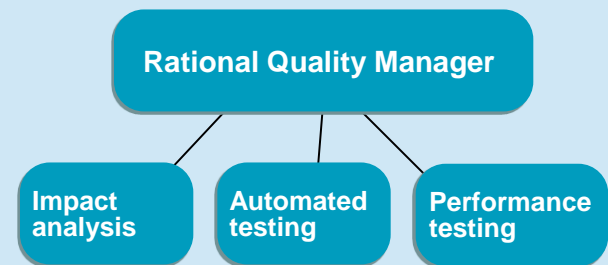 Rational Quality Manager
Impact
analysis
Automated
testing
Performance
testing